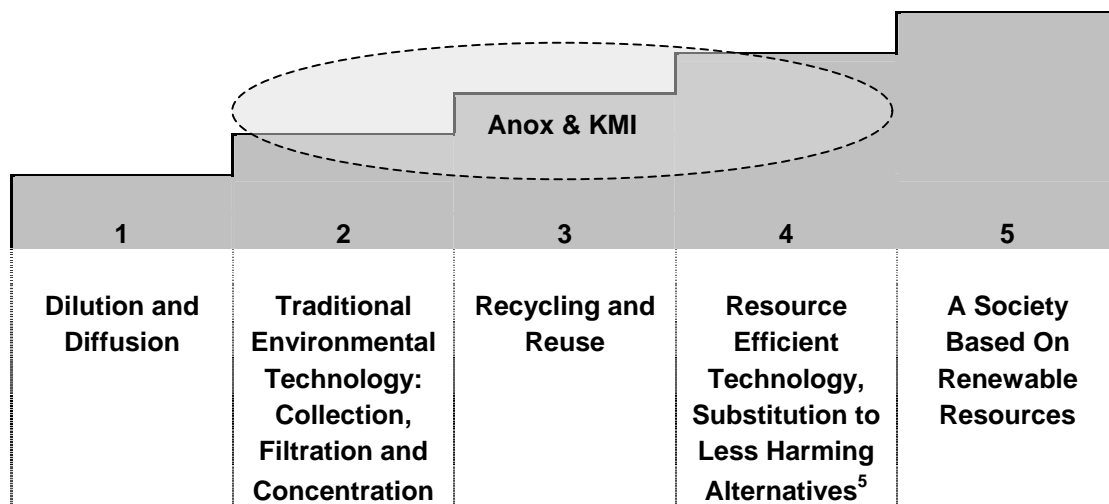 Anox & KMI
1
2
3
4
5
Dilution and
Diffusion
Traditional
Environmental
Technology:
Collection,
Filtration and
Concentration
Recycling and
Reuse
Resource
Efficient
Technology,
Substitution to
Less Harming
Alternatives⁵
A Society
Based On
Renewable
Resources